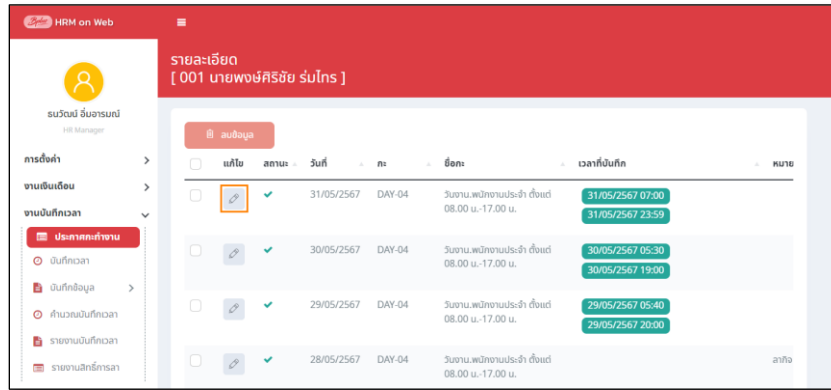 HRM on Web
รายละเอียด
[ 001 นายพงษ์ศิริชัย ร่มไทร ]
ธนวัฒน์ อิ่มอารมณ์
HR Manager
การตั้งค่า
งานเงินเดือน
งานบันทึกเวลา
ประกาศกะทำงาน
บันทึกเวลา
บันทึกข้อมูล
คำนวณบันทึกเวลา
รายงานบันทึกเวลา
รายงานสิทธิ์การลา
ลบข้อมูล
แก้ไข สถานะ วันที่ กะ ชื่อกะ เวลาที่บันทึก หมาย
31/05/2567 DAY-04 วันงาน.พนักงานประจำ ตั้งแต่ 31/05/2567 07:00
08.00 น.-17.00 น. 31/05/2567 23:59
30/05/2567 DAY-04 วันงาน.พนักงานประจำ ตั้งแต่ 30/05/2567 05:30
08.00 น.-17.00 น. 30/05/2567 19:00
29/05/2567 DAY-04 วันงาน.พนักงานประจำ ตั้งแต่ 29/05/2567 05:40
08.00 น.-17.00 น. 29/05/2567 20:00
28/05/2567 DAY-04 วันงาน.พนักงานประจำ ตั้งแต่ ลากิจ
08.00 น.-17.00 น.